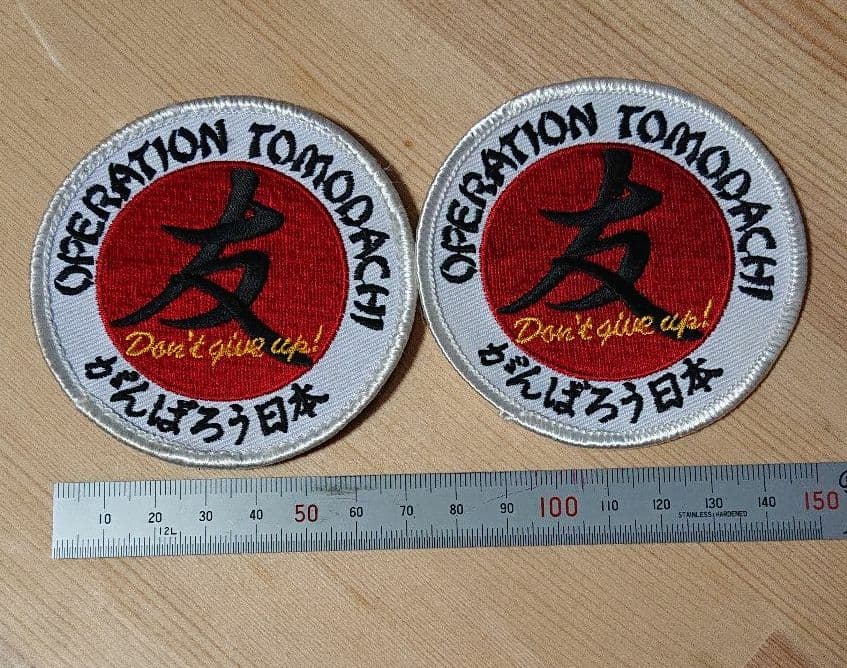 OPERATION TOMODACHI
友
Don't give up!
がんばろう日本
OPERATION TOMODACHI
友
Don't give up!
がんばろう日本
10 20 30 40 50 60 70 80 90 100 110 120 130 140 150
12L
STAINLESS HARDENED